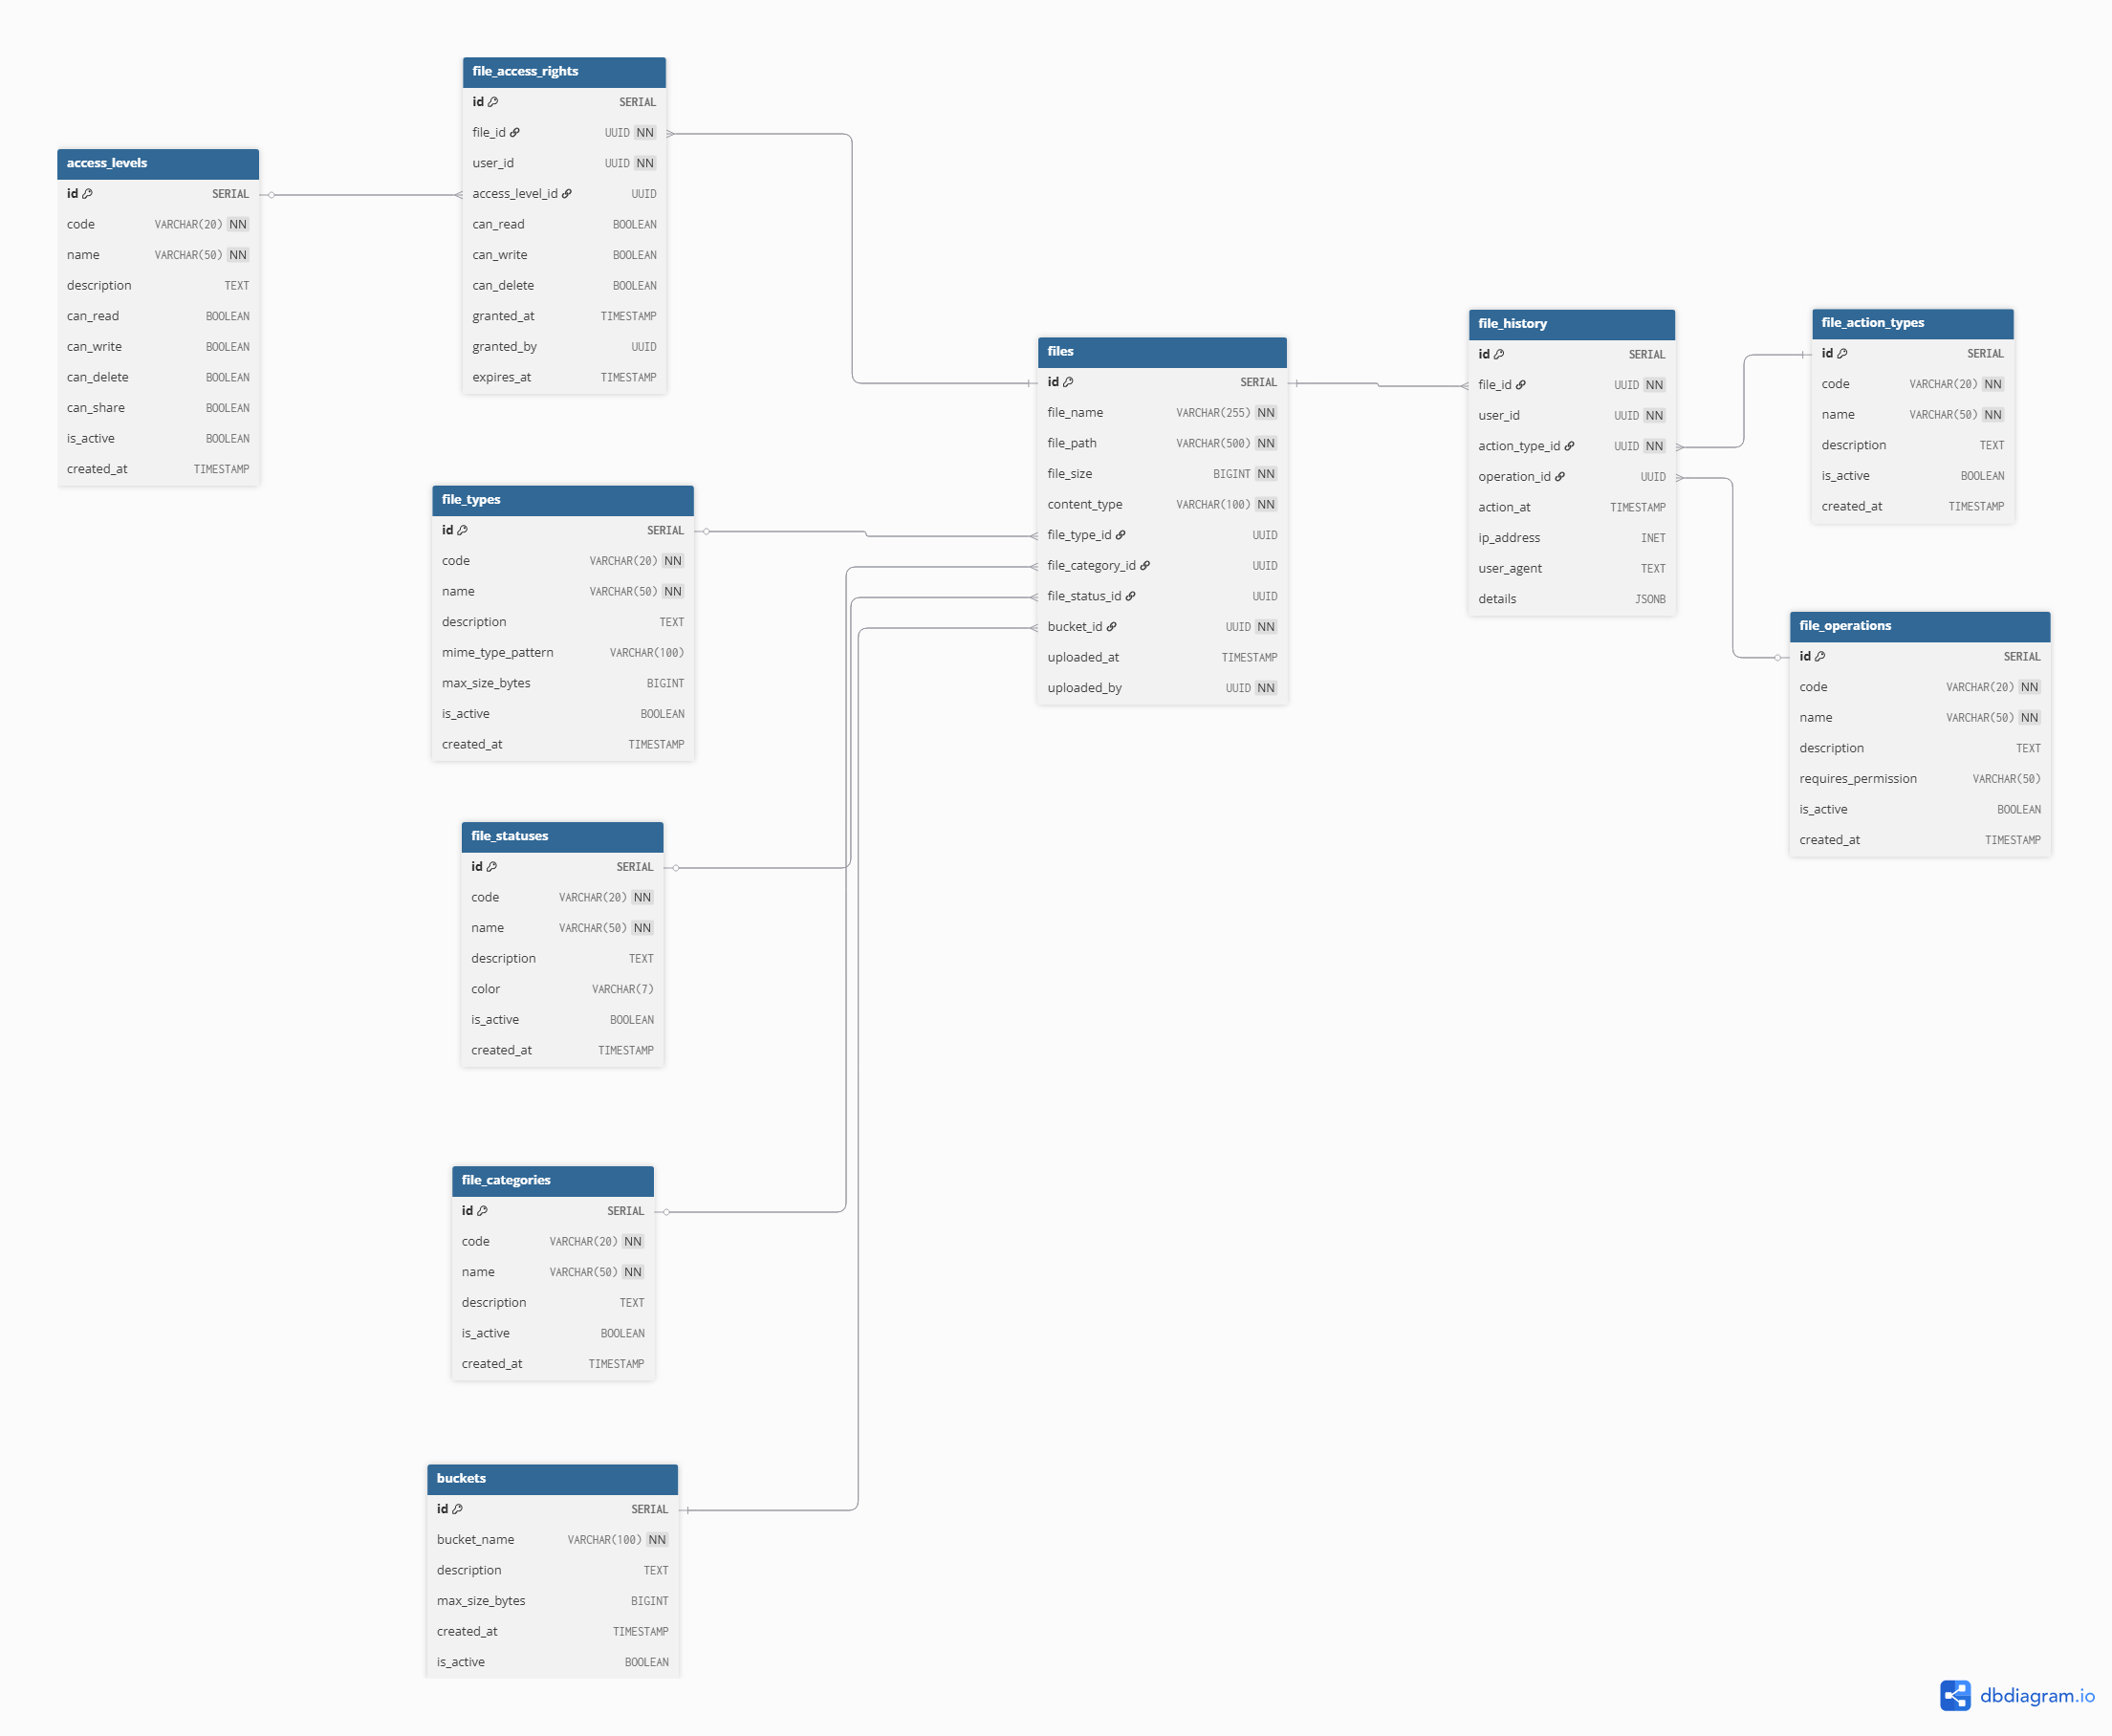 file_access_rights
id SERIAL
file_id UUID NN
user_id UUID NN
access_level_id UUID
can_read BOOLEAN
can_write BOOLEAN
can_delete BOOLEAN
granted_at TIMESTAMP
granted_by UUID
expires_at TIMESTAMP
access_levels
id SERIAL
code VARCHAR(20) NN
name VARCHAR(50) NN
description TEXT
can_read BOOLEAN
can_write BOOLEAN
can_delete BOOLEAN
can_share BOOLEAN
is_active BOOLEAN
created_at TIMESTAMP
file_types
id SERIAL
code VARCHAR(20) NN
name VARCHAR(50) NN
description TEXT
mime_type_pattern VARCHAR(100)
max_size_bytes BIGINT
is_active BOOLEAN
created_at TIMESTAMP
files
id SERIAL
file_name VARCHAR(255) NN
file_path VARCHAR(500) NN
file_size BIGINT NN
content_type VARCHAR(100) NN
file_type_id UUID
file_category_id UUID
file_status_id UUID
bucket_id UUID NN
uploaded_at TIMESTAMP
uploaded_by UUID NN
file_history
id SERIAL
file_id UUID NN
user_id UUID NN
action_type_id UUID NN
operation_id UUID
action_at TIMESTAMP
ip_address INET
user_agent TEXT
details JSONB
file_action_types
id SERIAL
code VARCHAR(20) NN
name VARCHAR(50) NN
description TEXT
is_active BOOLEAN
created_at TIMESTAMP
file_operations
id SERIAL
code VARCHAR(20) NN
name VARCHAR(50) NN
description TEXT
requires_permission VARCHAR(50)
is_active BOOLEAN
created_at TIMESTAMP
file_statuses
id SERIAL
code VARCHAR(20) NN
name VARCHAR(50) NN
description TEXT
color VARCHAR(7)
is_active BOOLEAN
created_at TIMESTAMP
file_categories
id SERIAL
code VARCHAR(20) NN
name VARCHAR(50) NN
description TEXT
is_active BOOLEAN
created_at TIMESTAMP
buckets
id SERIAL
bucket_name VARCHAR(100) NN
description TEXT
max_size_bytes BIGINT
created_at TIMESTAMP
is_active BOOLEAN
dbdiagram.io